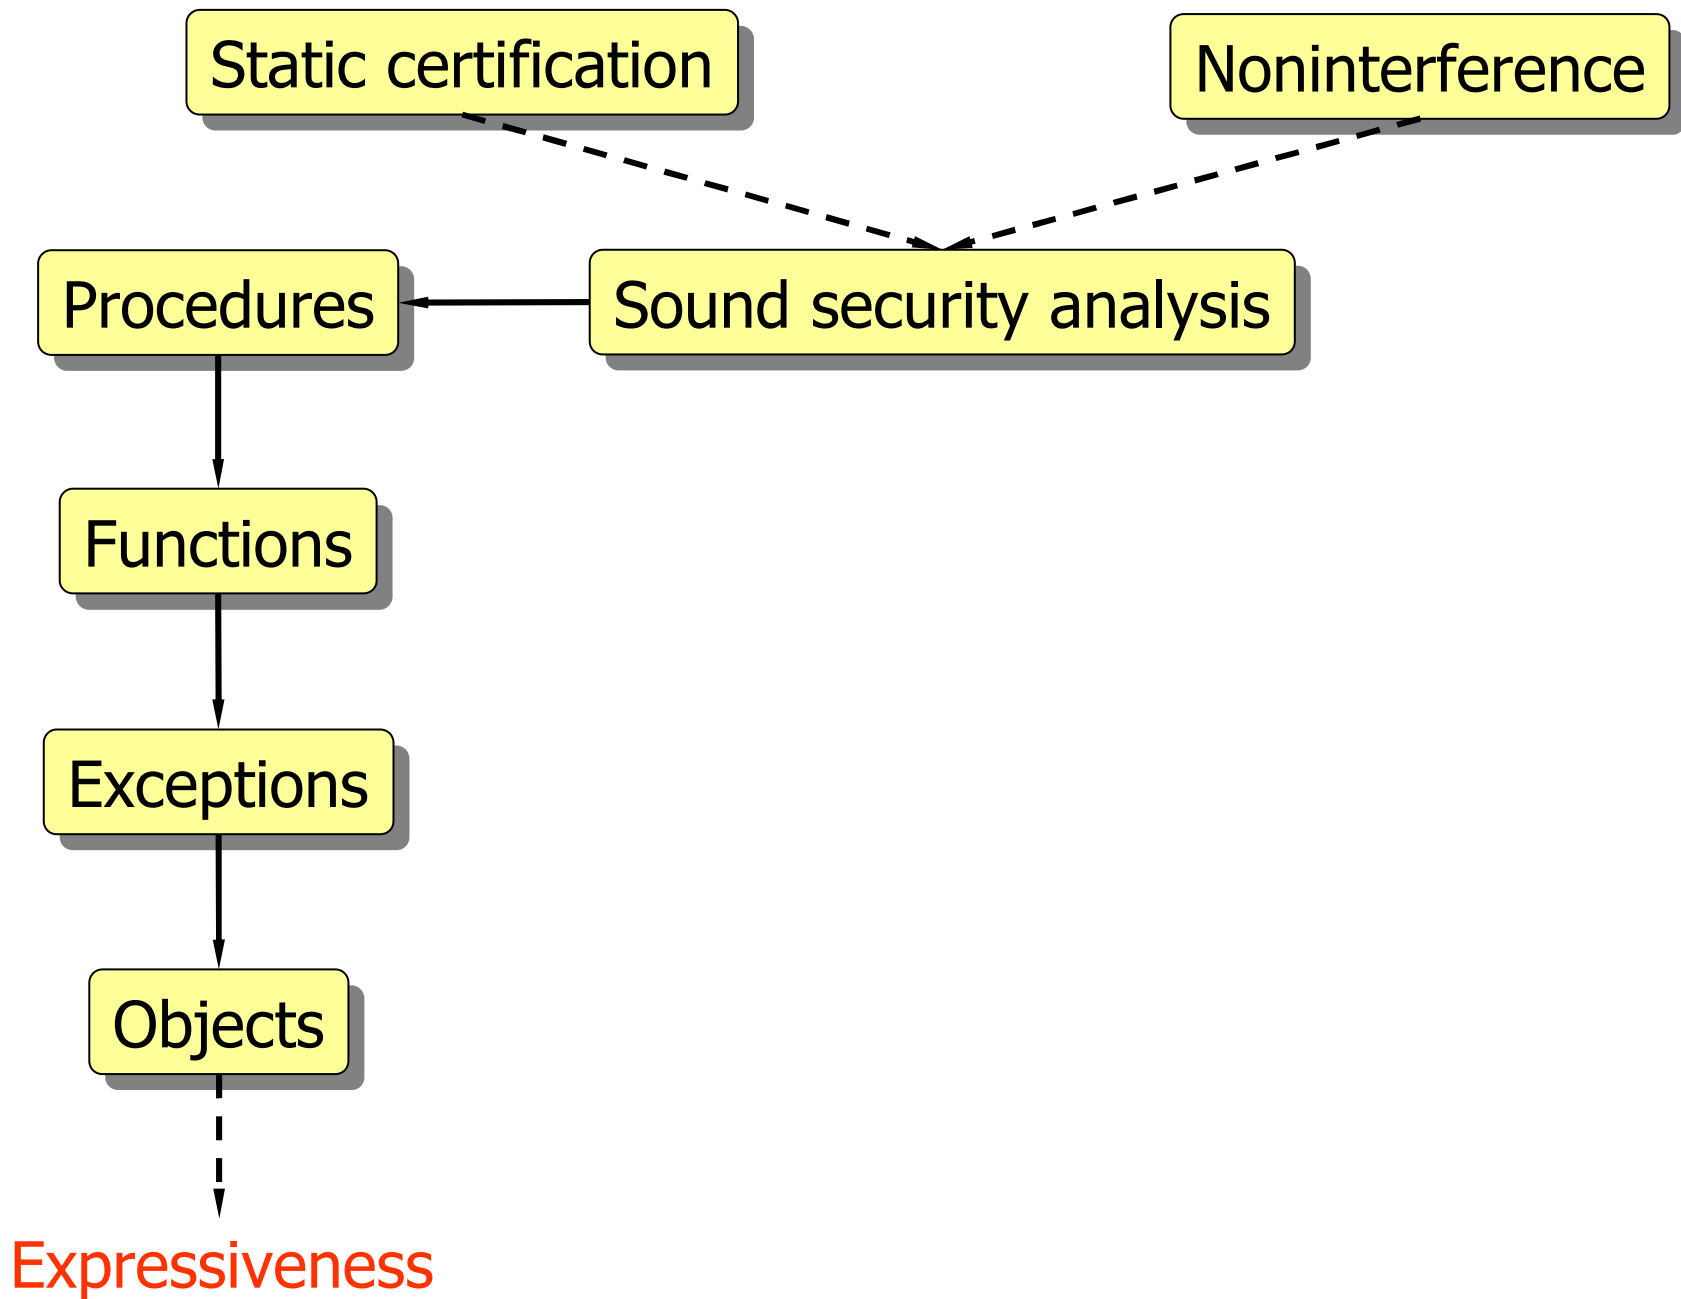 Static certification
Noninterference
Procedures
Sound security analysis
Functions
Exceptions
Objects
Expressiveness